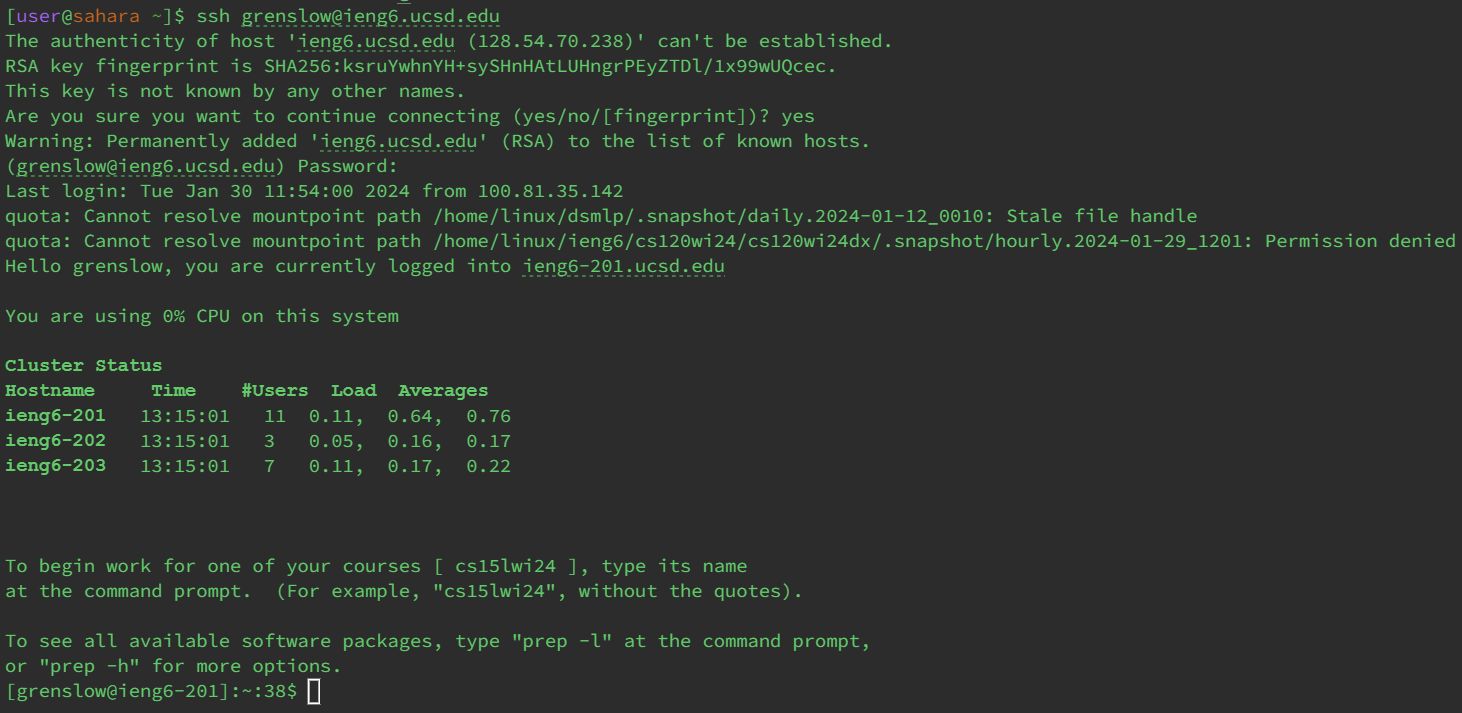 [user@sahara ~]$ ssh grenslow@ieng6.ucsd.edu
The authenticity of host 'ieng6.ucsd.edu (128.54.70.238)' can't be established.
RSA key fingerprint is SHA256:ksruYwhnYH+sySHnHAtLUHngrPEyZTDl/1x99wUQcec.
This key is not known by any other names.
Are you sure you want to continue connecting (yes/no/[fingerprint])? yes
Warning: Permanently added 'ieng6.ucsd.edu' (RSA) to the list of known hosts.
(grenslow@ieng6.ucsd.edu) Password:
Last login: Tue Jan 30 11:54:00 2024 from 100.81.35.142
quota: Cannot resolve mountpoint path /home/linux/dsmlp/.snapshot/daily.2024-01-12_0010: Stale file handle
quota: Cannot resolve mountpoint path /home/linux/ieng6/cs120wi24/cs120wi24dx/.snapshot/hourly.2024-01-29_1201: Permission denied
Hello grenslow, you are currently logged into ieng6-201.ucsd.edu

You are using 0% CPU on this system

Cluster Status
Hostname     Time    #Users  Load  Averages
ieng6-201   13:15:01   11  0.11,  0.64,  0.76
ieng6-202   13:15:01   3   0.05,  0.16,  0.17
ieng6-203   13:15:01   7   0.11,  0.17,  0.22

To begin work for one of your courses [ cs15lwi24 ], type its name
at the command prompt.  (For example, "cs15lwi24", without the quotes).

To see all available software packages, type "prep -l" at the command prompt,
or "prep -h" for more options.
[grenslow@ieng6-201]:~:38$